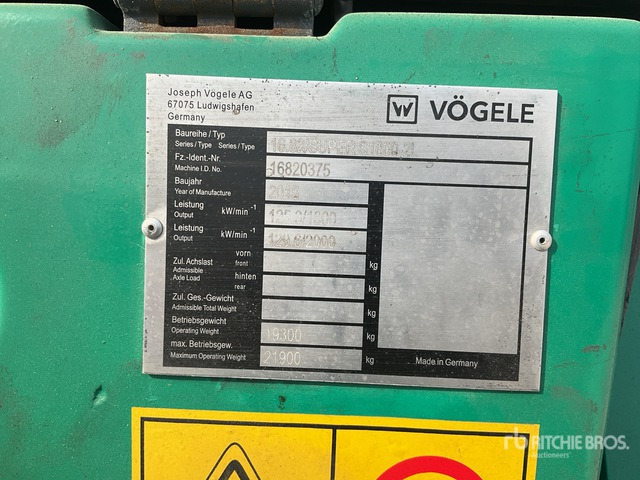 Joseph Vögele AG
67075 Ludwigshafen
Germany
VÖGELE
Baureihe / Typ
Series / Type Series / Type
Fz.-Ident.-Nr.
Machine I.D. No.
16820375
Baujahr
Year of Manufacture
Leistung
Output
kW/min⁻¹
Leistung
Output
kW/min⁻¹
Zul. Achslast
Admissible
Axle Load
vorn
front
kg
hinten
rear
kg
Zul. Ges.-Gewicht
Admissible Total Weight
kg
Betriebsgewicht
Operating Weight
19300
kg
max. Betriebsgew.
Maximum Operating Weight
21900
kg
Made in Germany
rb RITCHIE BROS.
Auctioneers